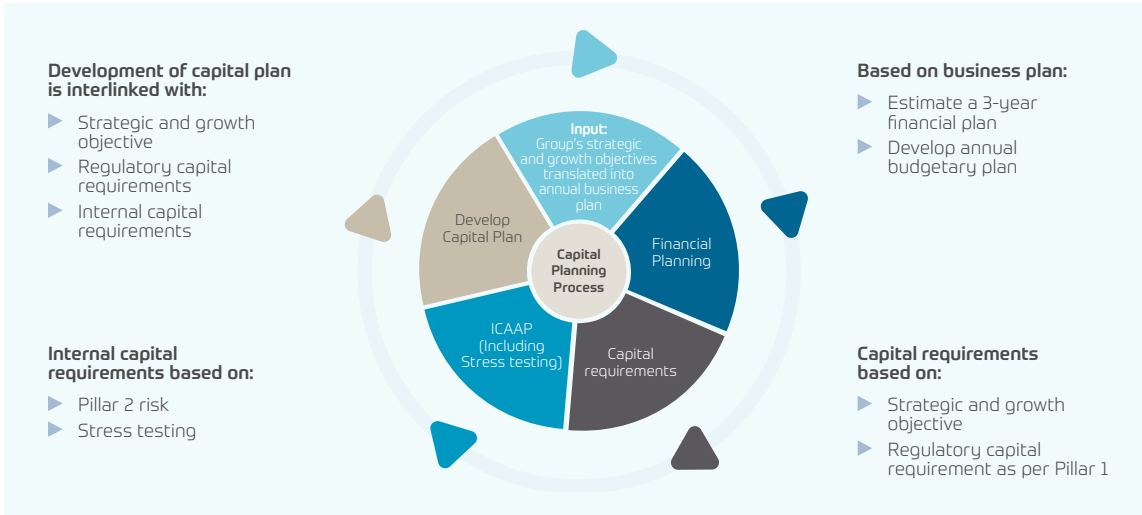 Development of capital plan
is interlinked with:
Strategic and growth
objective
Regulatory capital
requirements
Internal capital
requirements
Internal capital
requirements based on:
Pillar 2 risk
Stress testing
Input:
Group's strategic
and growth objectives
translated into
annual business
plan
Financial
Planning
Capital
requirements
ICAAP
(Including
Stress testing)
Develop
Capital Plan
Capital
Planning
Process
Based on business plan:
Estimate a 3-year
financial plan
Develop annual
budgetary plan
Capital requirements
based on:
Strategic and growth
objective
Regulatory capital
requirement as per Pillar 1